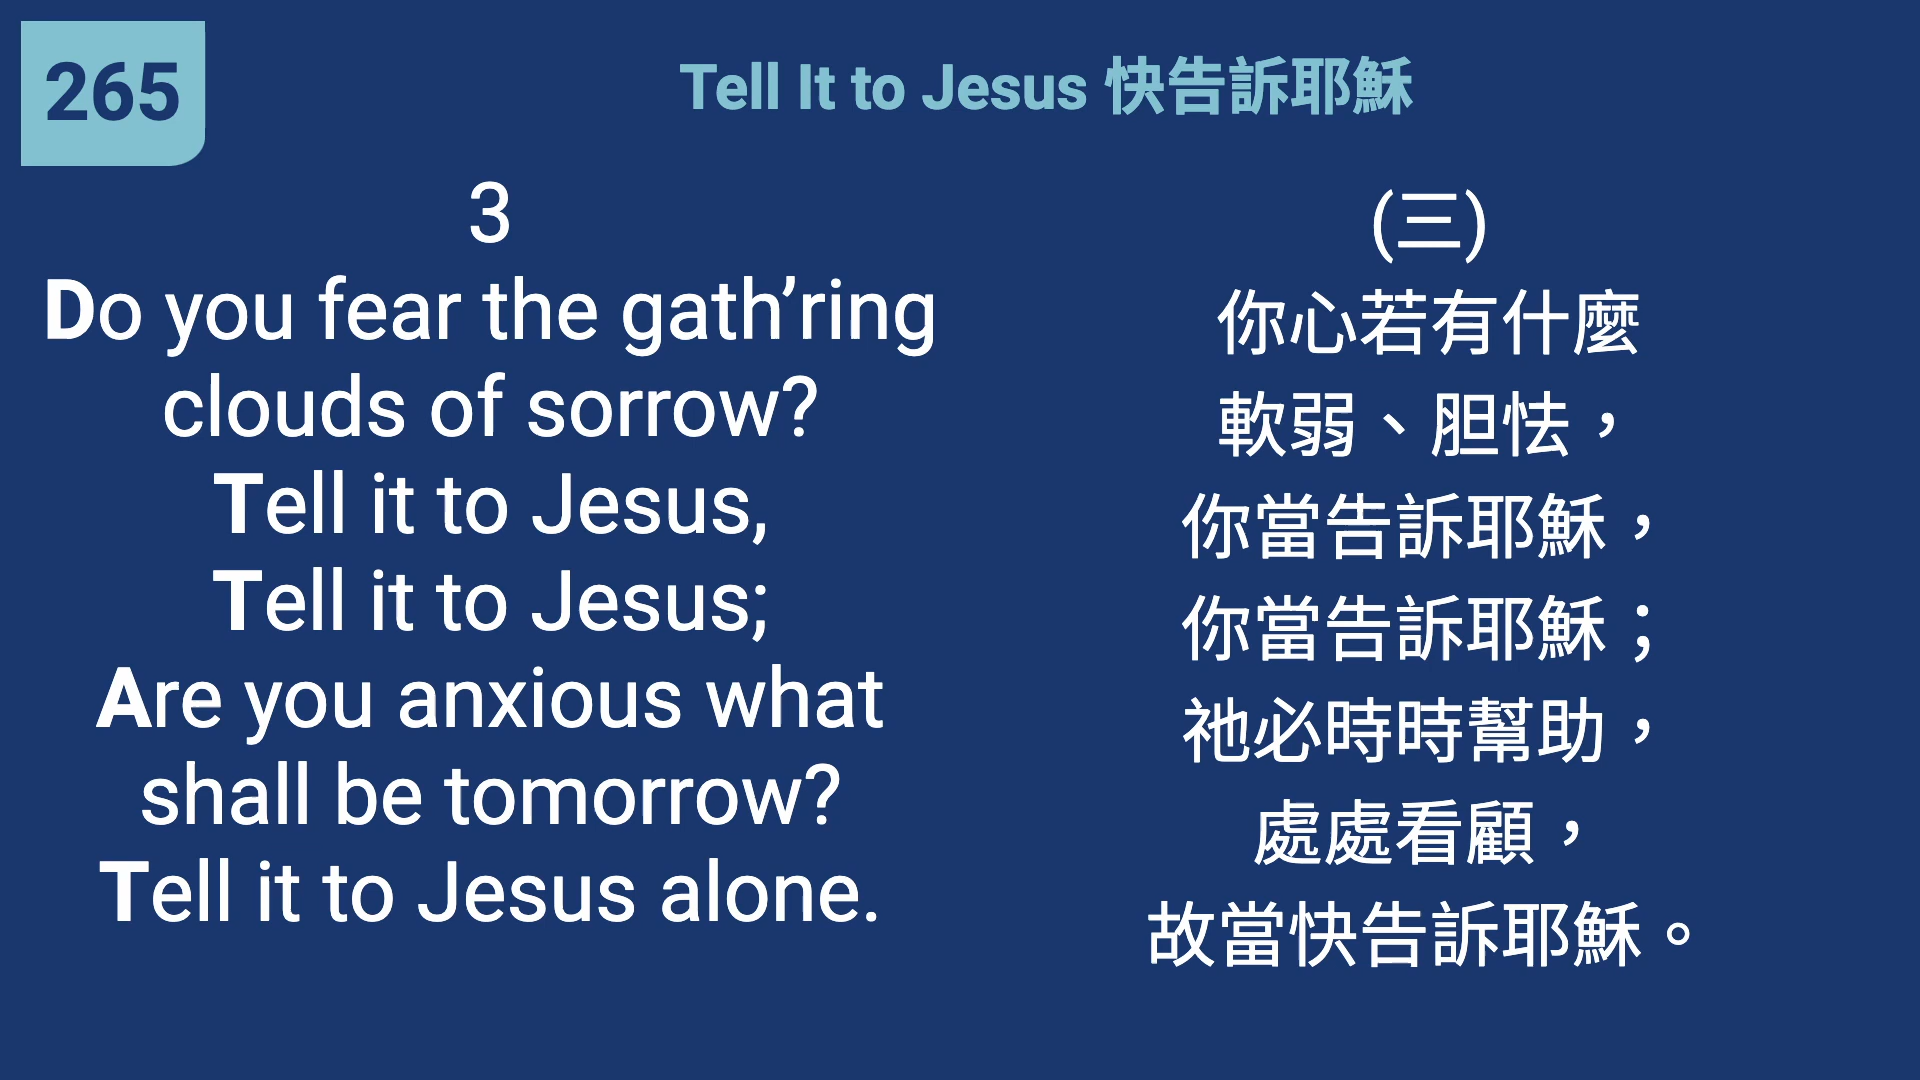 265
Tell It to Jesus 快告訴耶穌
3
Do you fear the gath’ring
clouds of sorrow?
Tell it to Jesus,
Tell it to Jesus;
Are you anxious what
shall be tomorrow?
Tell it to Jesus alone.
(三)
你心若有什麼
軟弱、胆怯，
你當告訴耶穌，
你當告訴耶穌；
祂必時時幫助，
處處看顧，
故當快告訴耶穌。